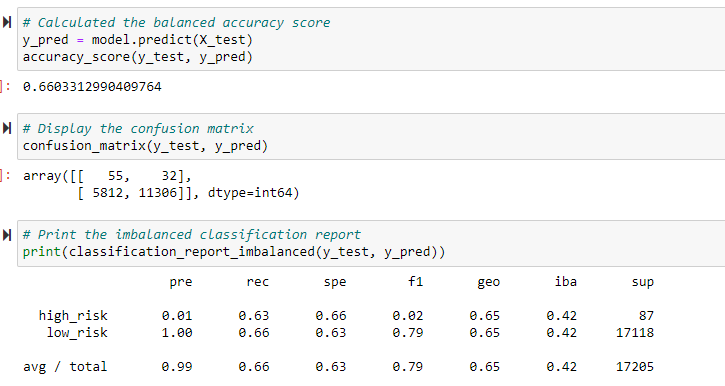 # Calculated the balanced accuracy score
y_pred = model.predict(X_test)
accuracy_score(y_test, y_pred)
]: 0.6603312990409764
# Display the confusion matrix
confusion_matrix(y_test, y_pred)
]: array([[   55,    32],
       [ 5812, 11306]], dtype=int64)
# Print the imbalanced classification report
print(classification_report_imbalanced(y_test, y_pred))
pre rec spe f1 geo iba sup
high_risk 0.01 0.63 0.66 0.02 0.65 0.42 87
low_risk 1.00 0.66 0.63 0.79 0.65 0.42 17118
avg / total 0.99 0.66 0.63 0.79 0.65 0.42 17205